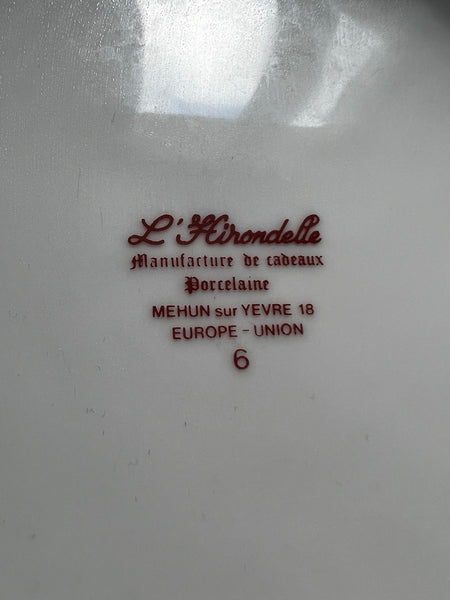 L'Hirondelle
Manufacture de cadeaux
Porcelaine
MEHUN sur YEVRE 18
EUROPE - UNION
6